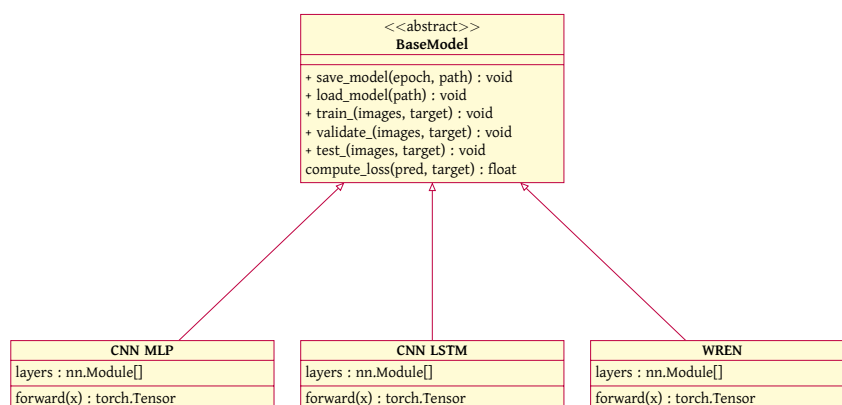 <<abstract>>
BaseModel
+ save_model(epoch, path) : void
+ load_model(path) : void
+ train_(images, target) : void
+ validate_(images, target) : void
+ test_(images, target) : void
compute_loss(pred, target) : float
CNN MLP
layers : nn.Module[]
forward(x) : torch.Tensor
CNN LSTM
layers : nn.Module[]
forward(x) : torch.Tensor
WREN
layers : nn.Module[]
forward(x) : torch.Tensor